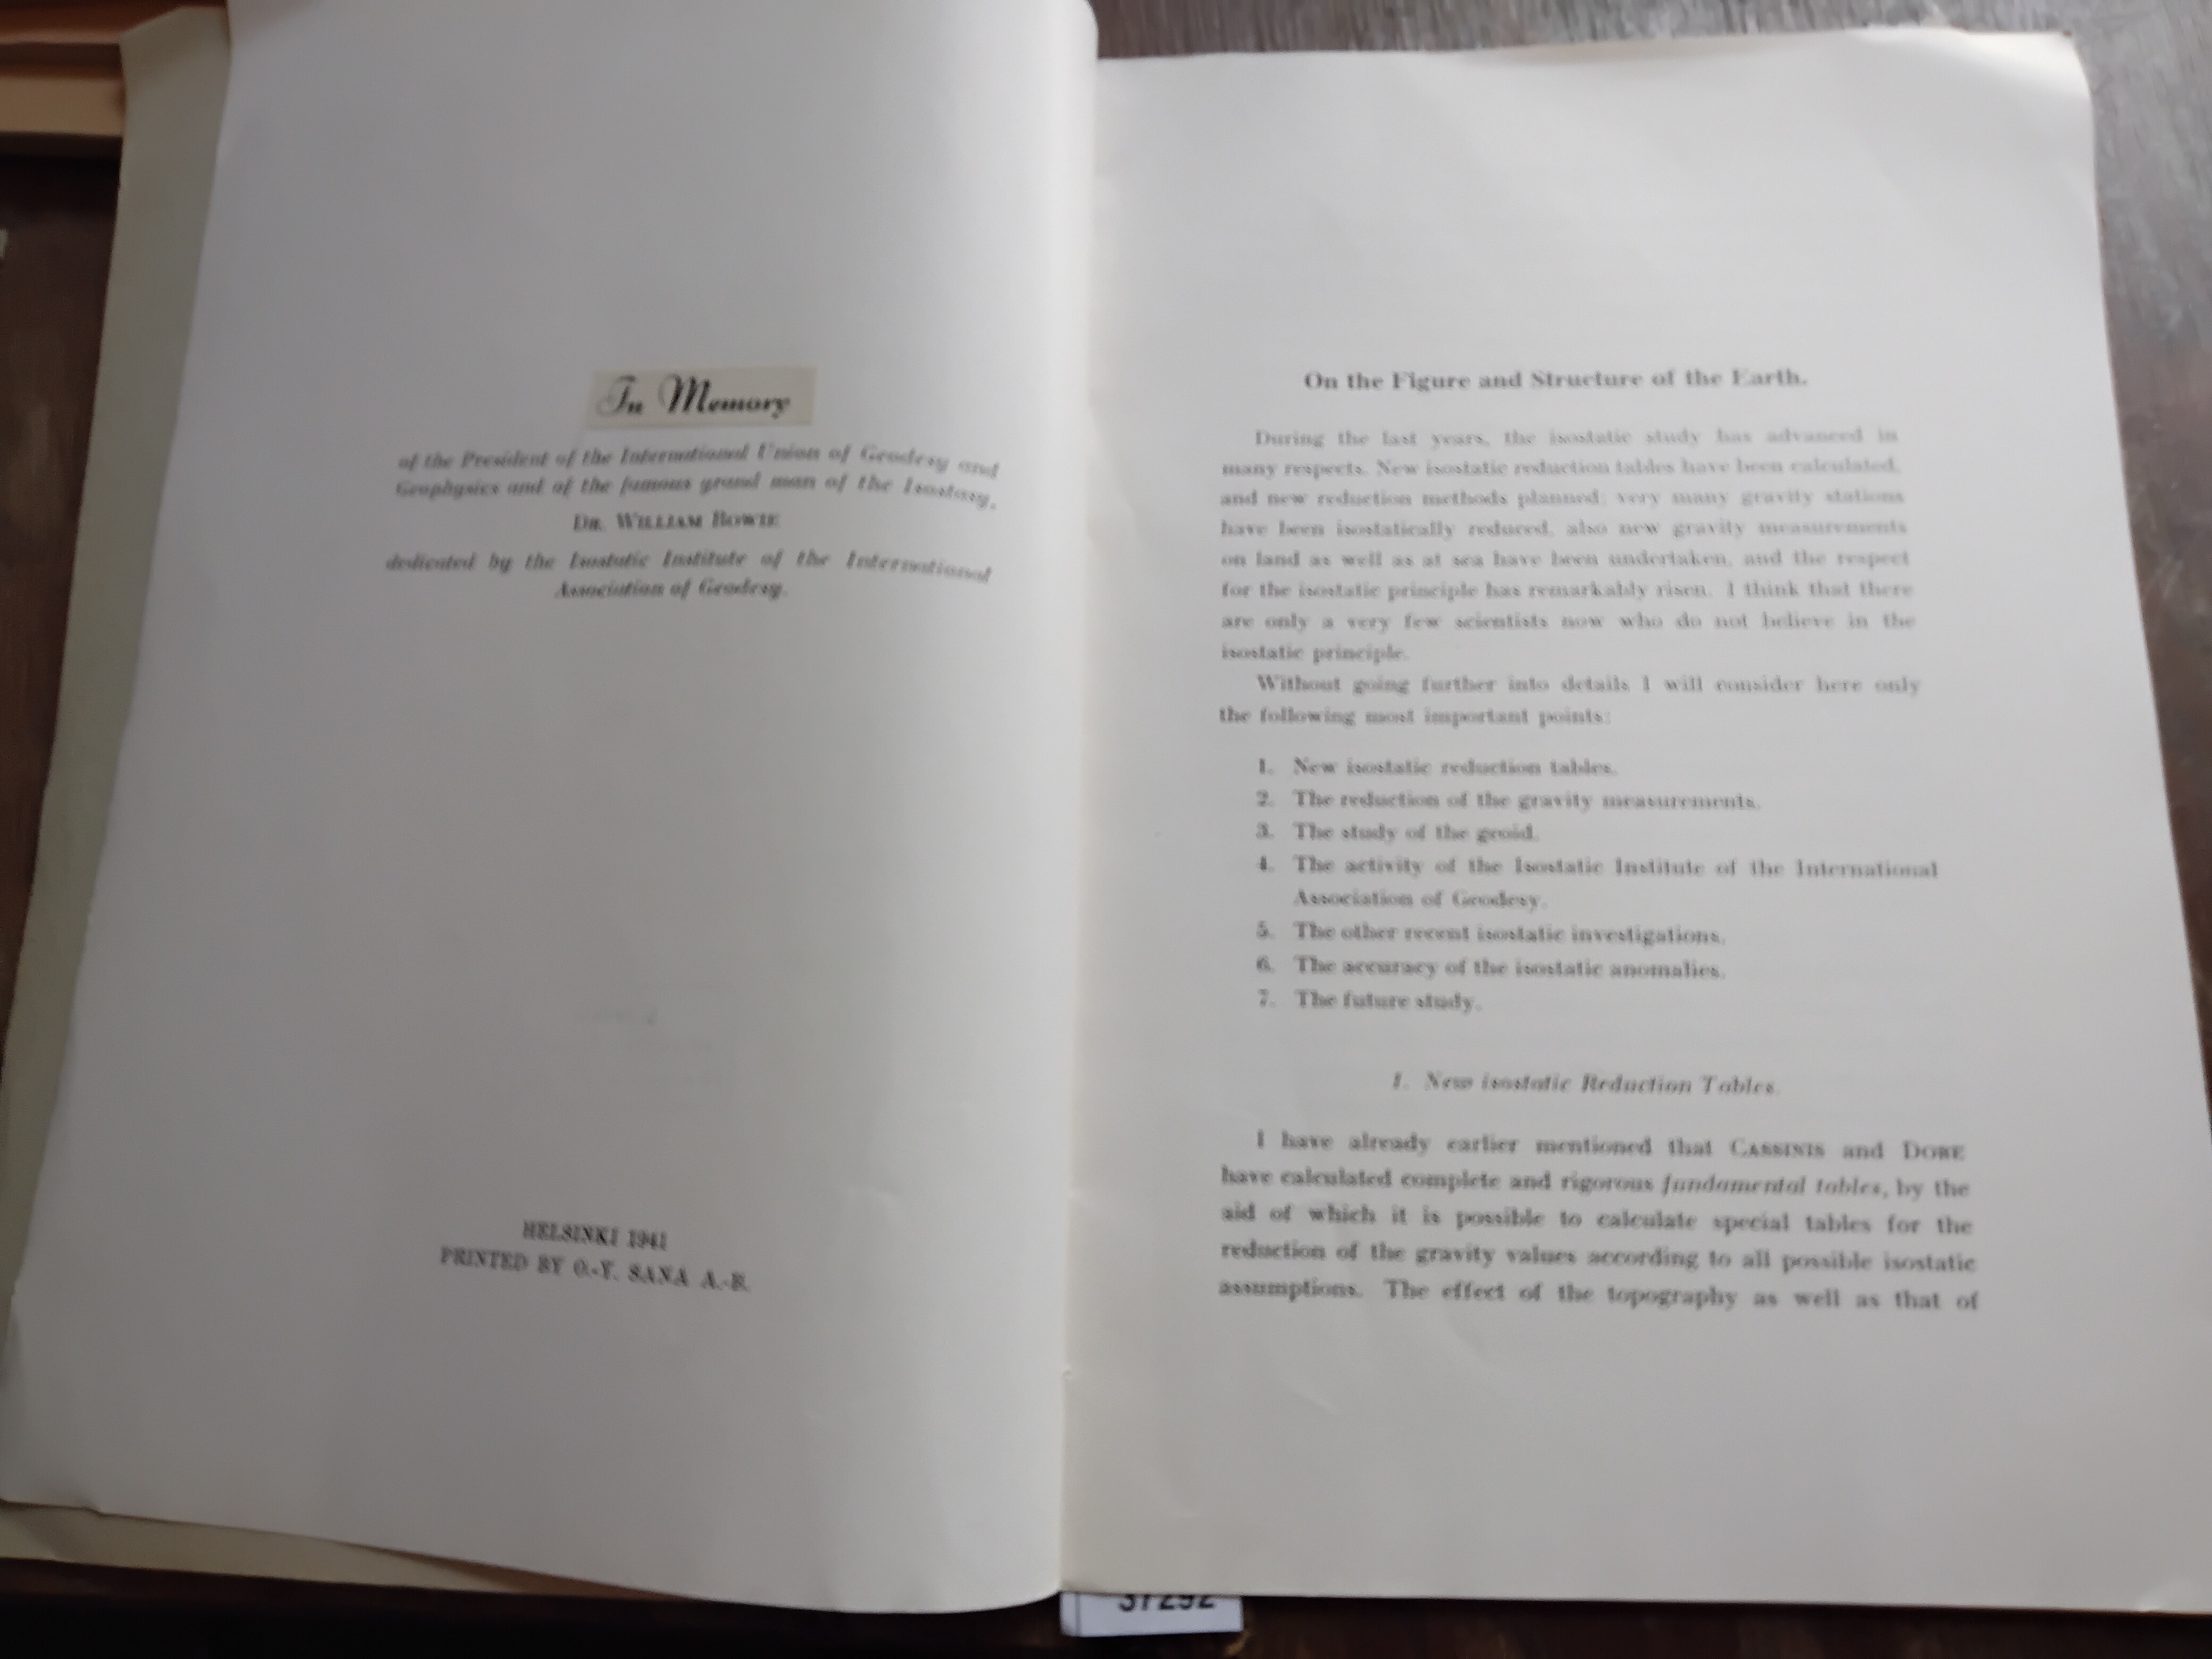 In Memory
of the President of the International Union of Geodesy and
Geophysics and of the famous grand man of the Isostasy,
DR. WILLIAM BOWIE
dedicated by the Isostatic Institute of the International
Association of Geodesy.
HELSINKI 1941
PRINTED BY O.-Y. SANA A.-B.
On the Figure and Structure of the Earth.
During the last years, the isostatic study has advanced in
many respects. New isostatic reduction tables have been calculated,
and new reduction methods planned; very many gravity stations
have been isostatically reduced, also new gravity measurements
on land as well as at sea have been undertaken, and the respect
for the isostatic principle has remarkably risen. I think that there
are only a very few scientists now who do not believe in the
isostatic principle.
Without going further into details I will consider here only
the following most important points:
1. New isostatic reduction tables.
2. The reduction of the gravity measurements.
3. The study of the geoid.
4. The activity of the Isostatic Institute of the International
Association of Geodesy.
5. The other recent isostatic investigations.
6. The accuracy of the isostatic anomalies.
7. The future study.
1. New isostatic Reduction Tables.
I have already earlier mentioned that CASSINIS and DORE
have calculated complete and rigorous fundamental tables, by the
aid of which it is possible to calculate special tables for the
reduction of the gravity values according to all possible isostatic
assumptions. The effect of the topography as well as that of
37292